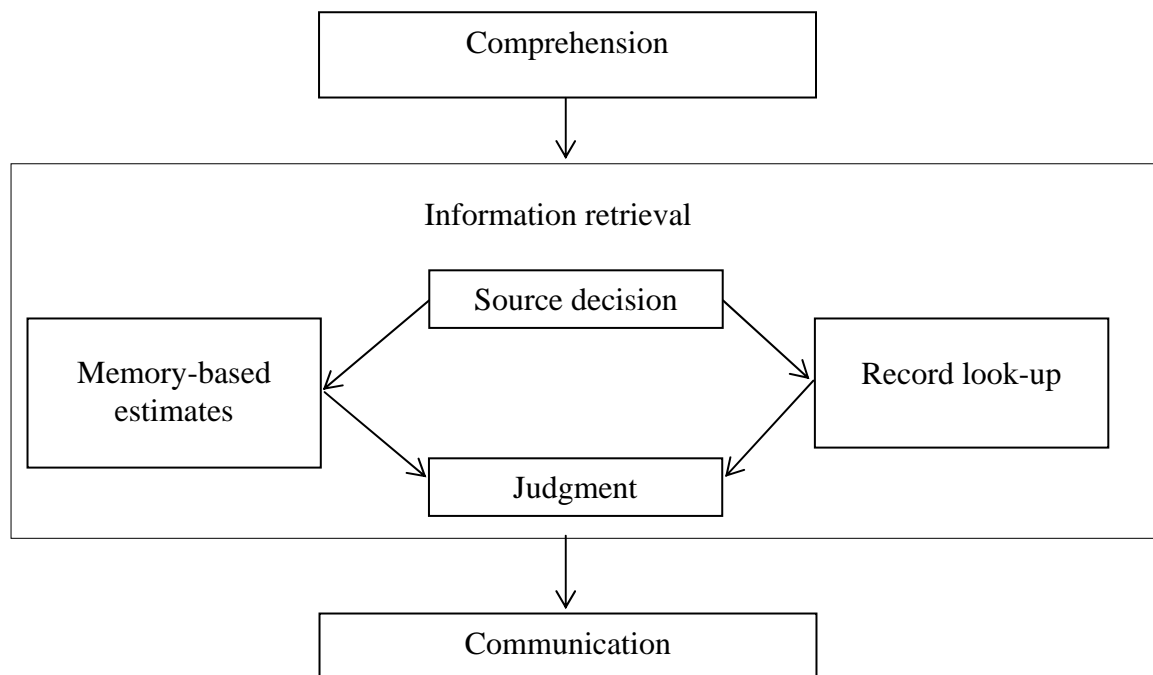 Comprehension
Information retrieval
Source decision
Memory-based
estimates
Record look-up
Judgment
Communication